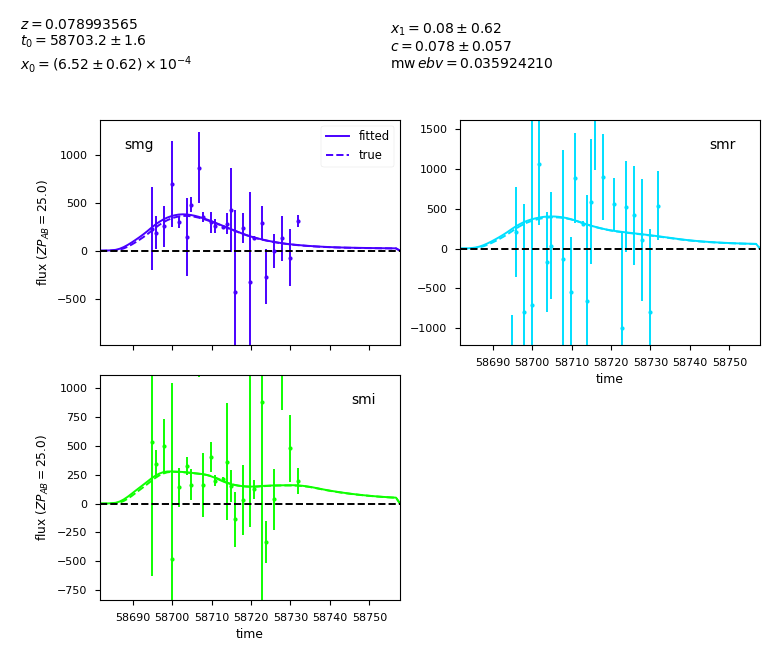 z = 0.078993565
t₀ = 58703.2 ± 1.6
x₀ = (6.52 ± 0.62) × 10⁻⁴
x₁ = 0.08 ± 0.62
c = 0.078 ± 0.057
mw ebv = 0.035924210
smg
fitted
true
1000
500
0
−500
flux (ZP_AB = 25.0)
smr
1500
1000
500
0
−500
−1000
58690 58700 58710 58720 58730 58740 58750
time
smi
1000
750
500
250
0
−250
−500
−750
flux (ZP_AB = 25.0)
58690 58700 58710 58720 58730 58740 58750
time